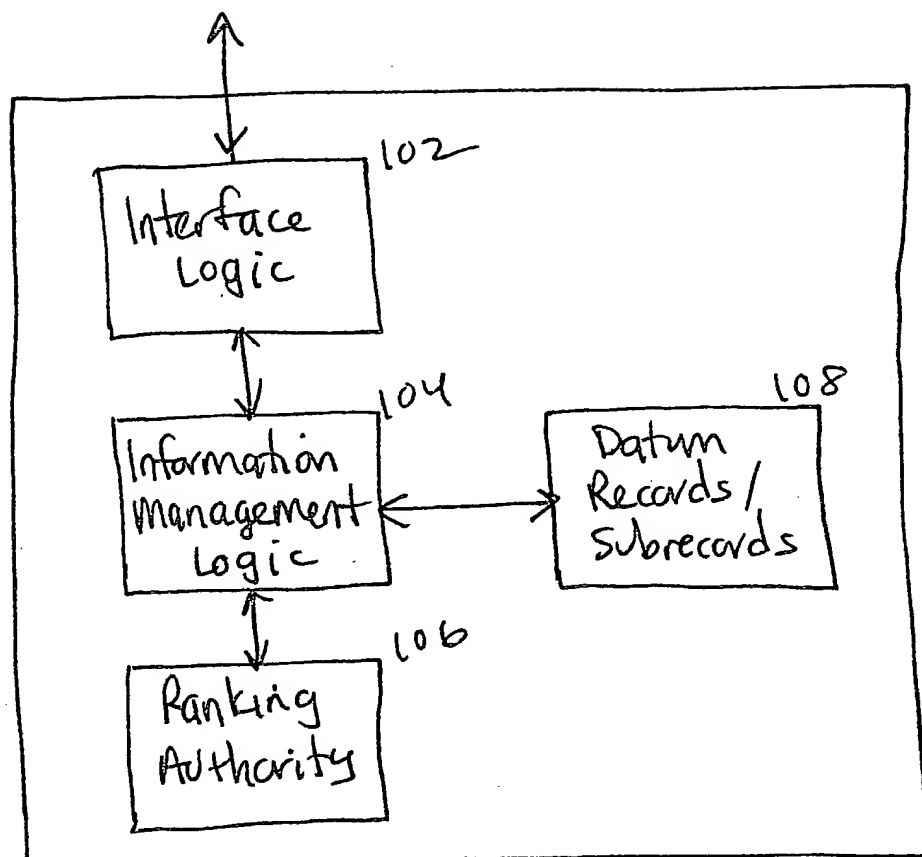 102
Interface
Logic
104
Information
Management
Logic
108
Datum
Records/
Subrecords
106
Ranking
Authority